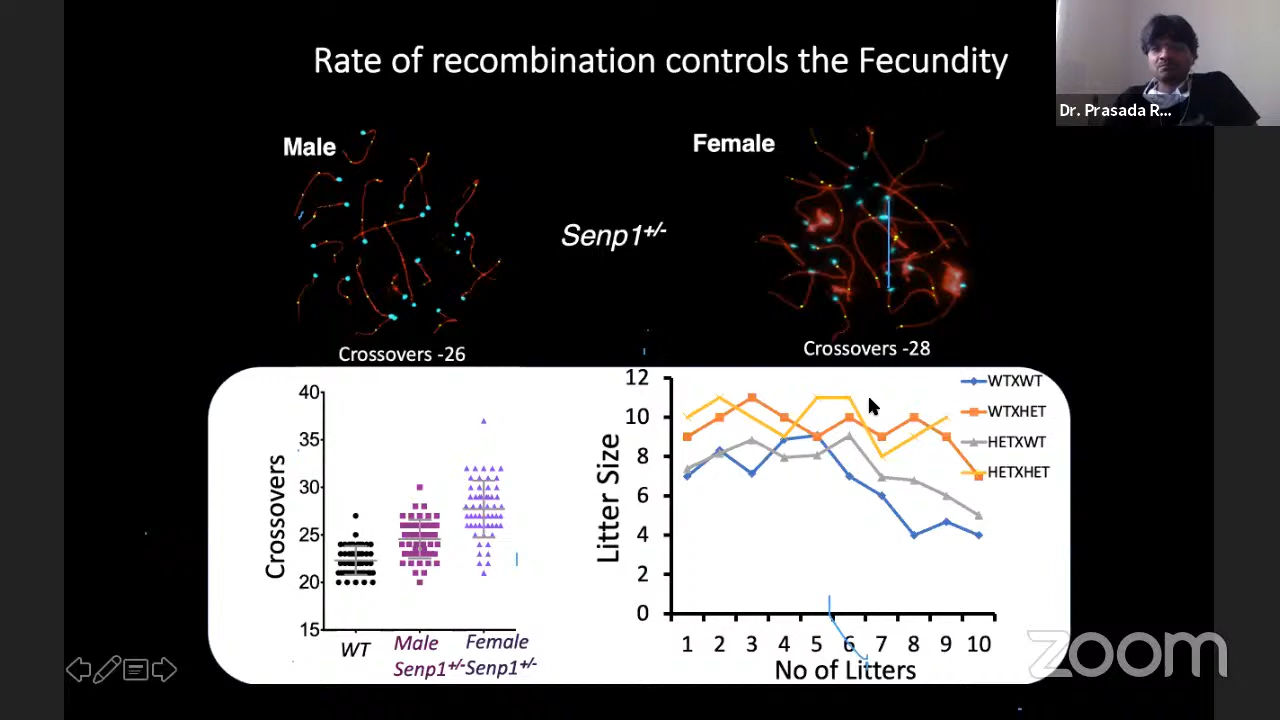 Rate of recombination controls the Fecundity
Dr. Prasada R...
Male
Female
Senp1+/-
Crossovers -26
Crossovers -28
Crossovers
40
35
30
25
20
15
WT
Male
Senp1+/-
Female
Senp1+/-
Litter Size
12
10
8
6
4
2
0
1 2 3 4 5 6 7 8 9 10
No of Litters
WTXWT
WTXHET
HETXWT
HETXHET
zoom